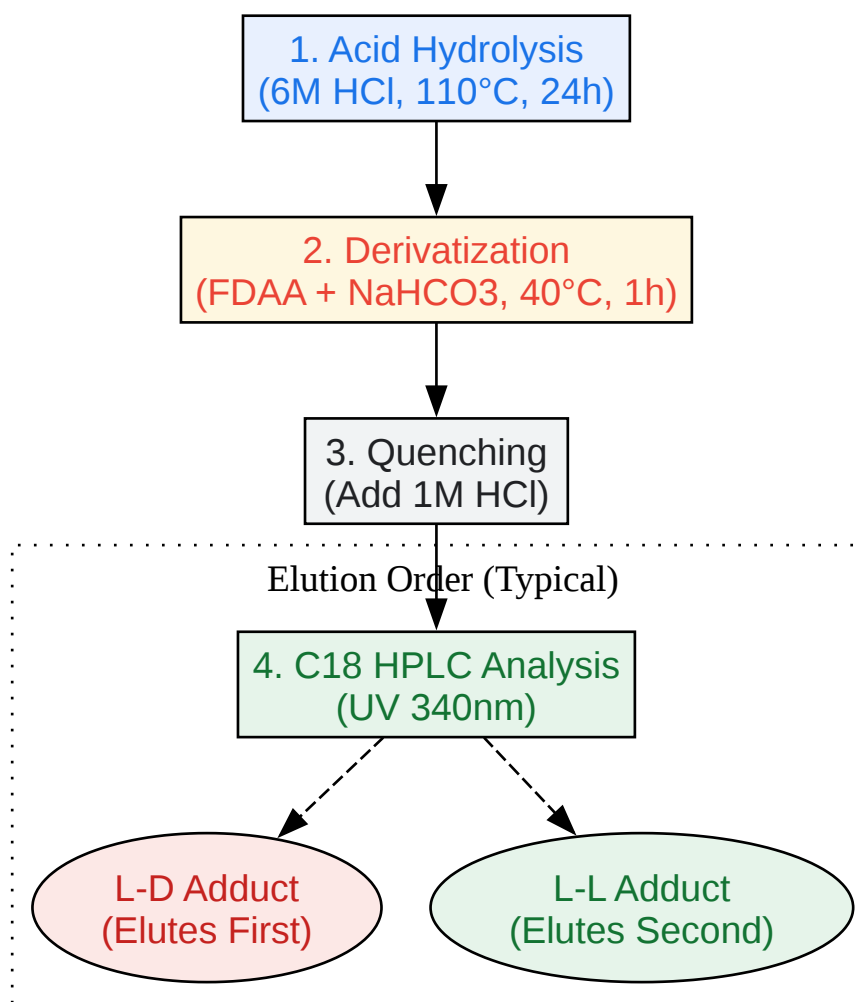 1. Acid Hydrolysis
(6M HCl, 110°C, 24h)
2. Derivatization
(FDAA + NaHCO3, 40°C, 1h)
3. Quenching
(Add 1M HCl)
Elution Order (Typical)
4. C18 HPLC Analysis
(UV 340nm)
L-D Adduct
(Elutes First)
L-L Adduct
(Elutes Second)